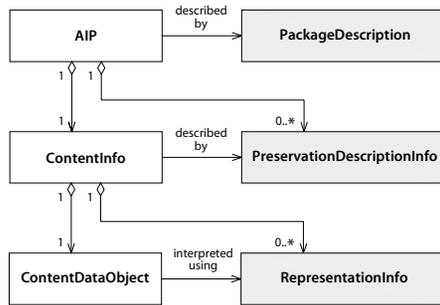 AIP
described
by
PackageDescription
1
1
1
0..*
ContentInfo
described
by
PreservationDescriptionInfo
1
1
1
0..*
ContentDataObject
interpreted
using
RepresentationInfo